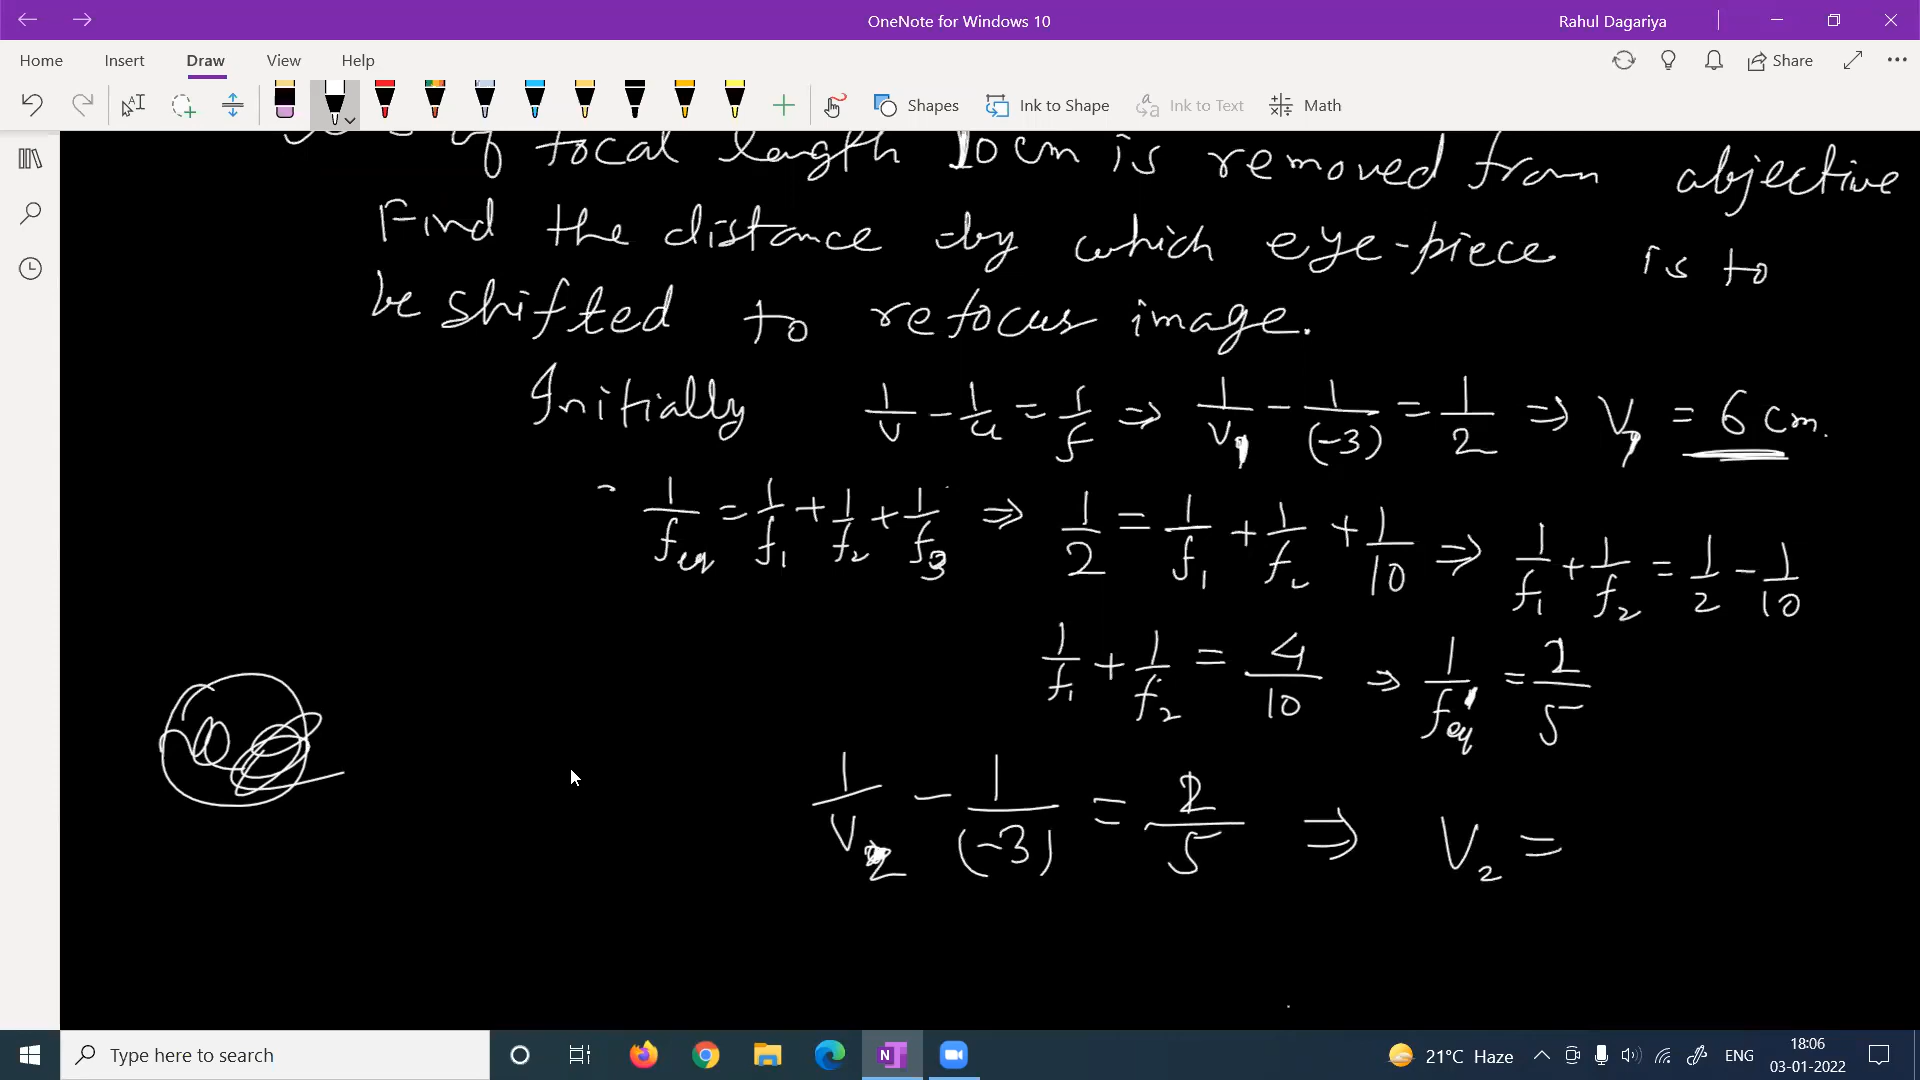 OneNote for Windows 10
Rahul Dagariya
Home Insert Draw View Help
Share
Shapes Ink to Shape Ink to Text Math
of focal length 10 cm is removed from objective
Find the distance by which eye-piece is to
be shifted to refocus image.
Initially 1/v - 1/u = 1/f ⇒ 1/V₁ - 1/(-3) = 1/2 ⇒ V₁ = 6 cm.
1/feq = 1/f₁ + 1/f₂ + 1/f₃ ⇒ 1/2 = 1/f₁ + 1/f₂ + 1/10 ⇒ 1/f₁ + 1/f₂ = 1/2 - 1/10
1/f₁ + 1/f₂ = 4/10 ⇒ 1/feq' = 2/5
1/V₂ - 1/(-3) = 2/5 ⇒ V₂ =
Type here to search
21°C Haze
ENG
18:06
03-01-2022